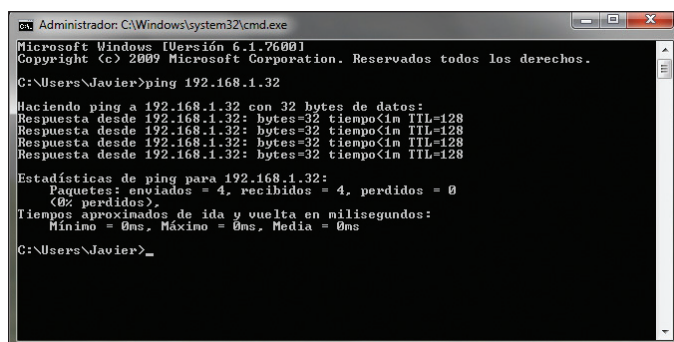 Administrador: C:\Windows\system32\cmd.exe
Microsoft Windows [Versión 6.1.7600]
Copyright (c) 2009 Microsoft Corporation. Reservados todos los derechos.
C:\Users\Javier>ping 192.168.1.32
Haciendo ping a 192.168.1.32 con 32 bytes de datos:
Respuesta desde 192.168.1.32: bytes=32 tiempo<1m TTL=128
Respuesta desde 192.168.1.32: bytes=32 tiempo<1m TTL=128
Respuesta desde 192.168.1.32: bytes=32 tiempo<1m TTL=128
Respuesta desde 192.168.1.32: bytes=32 tiempo<1m TTL=128
Estadísticas de ping para 192.168.1.32:
Paquetes: enviados = 4, recibidos = 4, perdidos = 0
(0% perdidos),
Tiempos aproximados de ida y vuelta en milisegundos:
Mínimo = 0ms, Máximo = 0ms, Media = 0ms
C:\Users\Javier>_